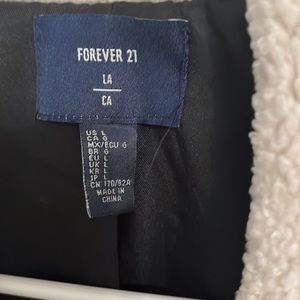 FOREVER 21
LA
CA
US L
CA G
MX/ECU G
BR G
EU L
UK L
KR L
JP L
CN 170/92A
MADE IN
CHINA